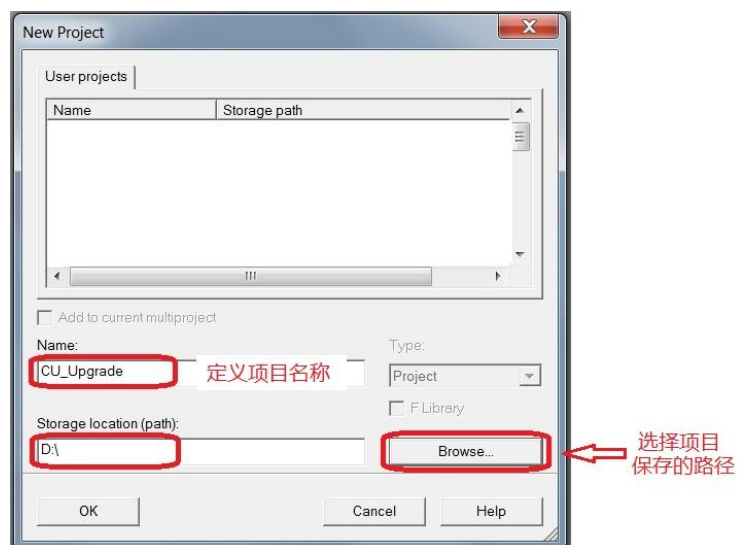 New Project
User projects
Name
Storage path
Add to current multiproject
Name:
Type:
CU_Upgrade
定义项目名称
Project
F Library
Storage location (path):
D:\
Browse...
选择项目
保存的路径
OK
Cancel
Help